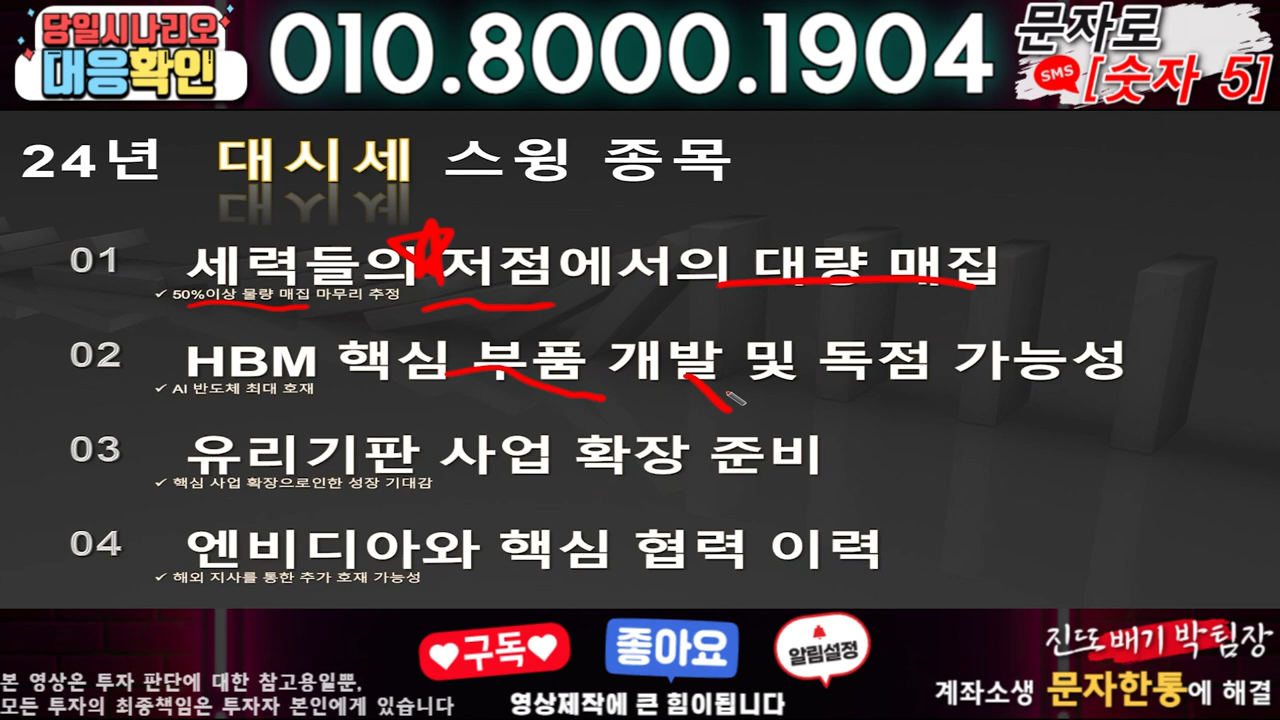 당일시나리오
대응확인
010.8000.1904
문자로
SMS
[숫자 5]
24년 대시세 스윙 종목
01 세력들의 저점에서의 대량 매집
✓ 50%이상 물량 매집 마무리 추정
02 HBM 핵심 부품 개발 및 독점 가능성
✓ AI 반도체 최대 호재
03 유리기판 사업 확장 준비
✓ 핵심 사업 확장으로인한 성장 기대감
04 엔비디아와 핵심 협력 이력
✓ 해외 지사를 통한 추가 호재 가능성
본 영상은 투자 판단에 대한 참고용일뿐,
모든 투자의 최종책임은 투자자 본인에게 있습니다
구독
좋아요
알림설정
영상제작에 큰 힘이됩니다
진또배기 박팀장
계좌소생 문자한통에 해결